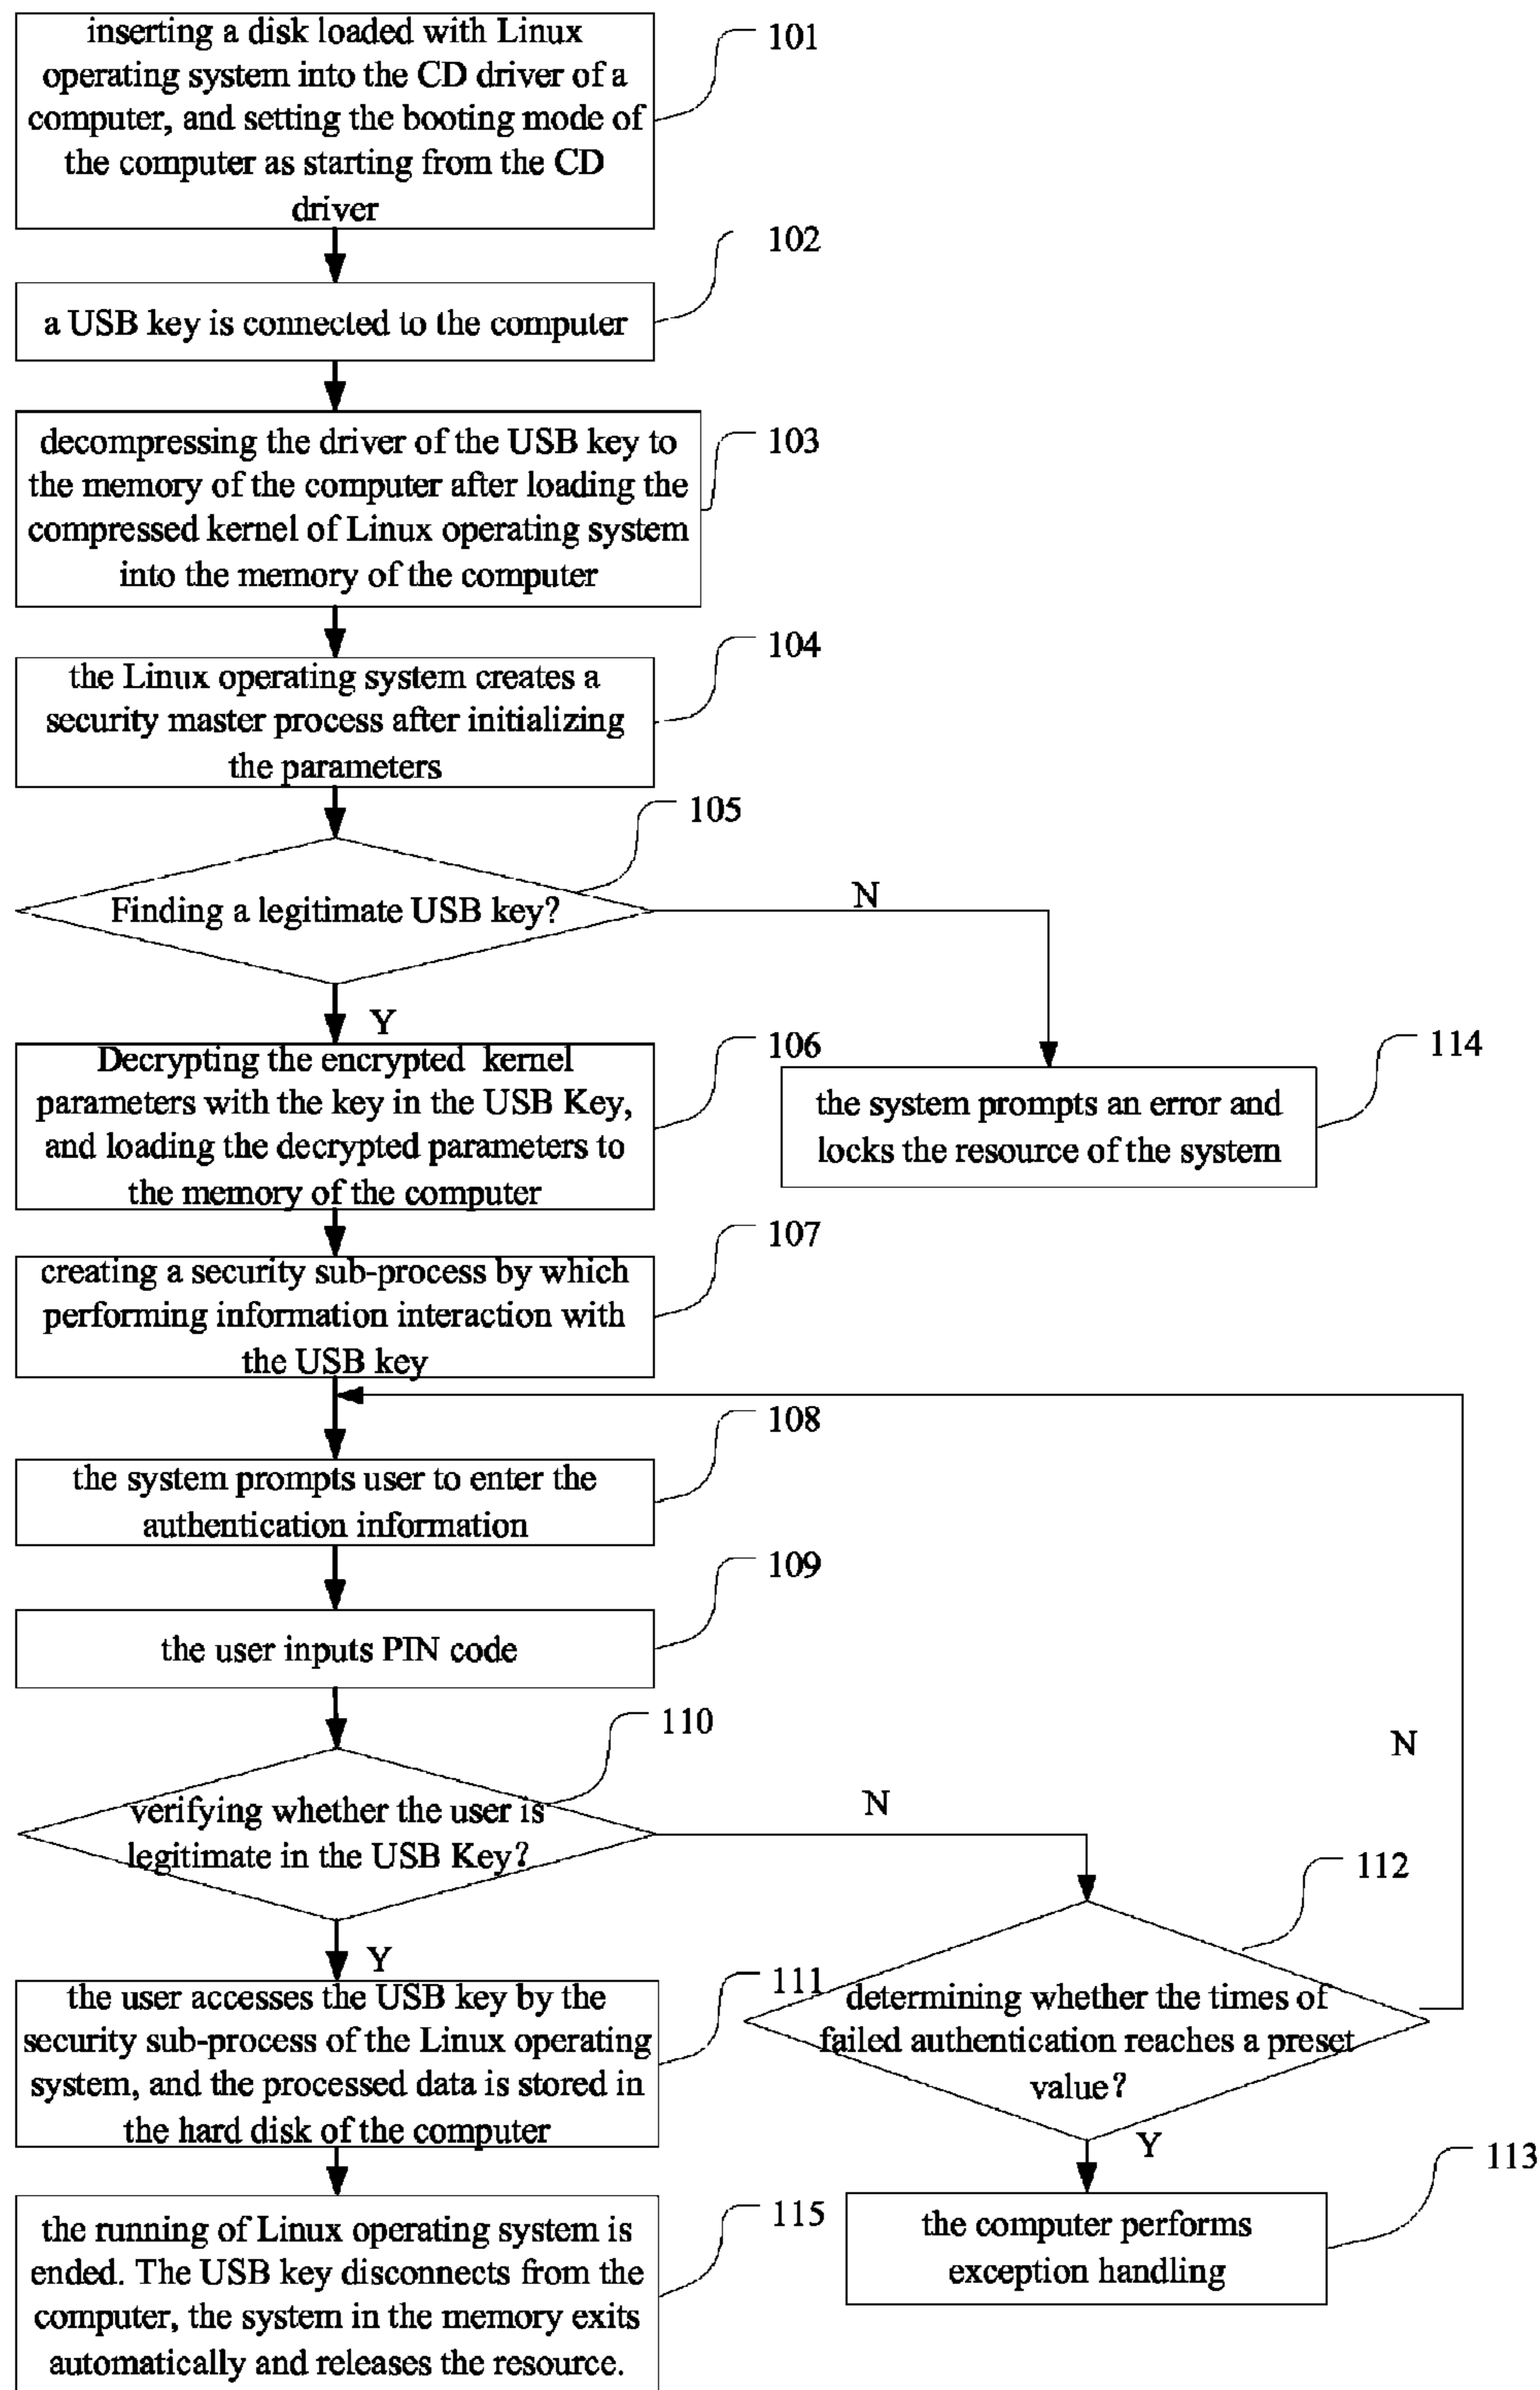 inserting a disk loaded with Linux
operating system into the CD driver of a
computer, and setting the booting mode of
the computer as starting from the CD
driver
101
102
a USB key is connected to the computer
decompressing the driver of the USB key to
the memory of the computer after loading the
compressed kernel of Linux operating system
into the memory of the computer
103
104
the Linux operating system creates a
security master process after initializing
the parameters
105
Finding a legitimate USB key?
N
Y
Decrypting the encrypted kernel
parameters with the key in the USB Key,
and loading the decrypted parameters to
the memory of the computer
106
114
the system prompts an error and
locks the resource of the system
107
creating a security sub-process by which
performing information interaction with
the USB key
108
the system prompts user to enter the
authentication information
109
the user inputs PIN code
110
verifying whether the user is
legitimate in the USB Key?
N
N
112
Y
the user accesses the USB key by the
security sub-process of the Linux operating
system, and the processed data is stored in
the hard disk of the computer
111
determining whether the times of
failed authentication reaches a preset
value?
Y
113
the computer performs
exception handling
115
the running of Linux operating system is
ended. The USB key disconnects from the
computer, the system in the memory exits
automatically and releases the resource.